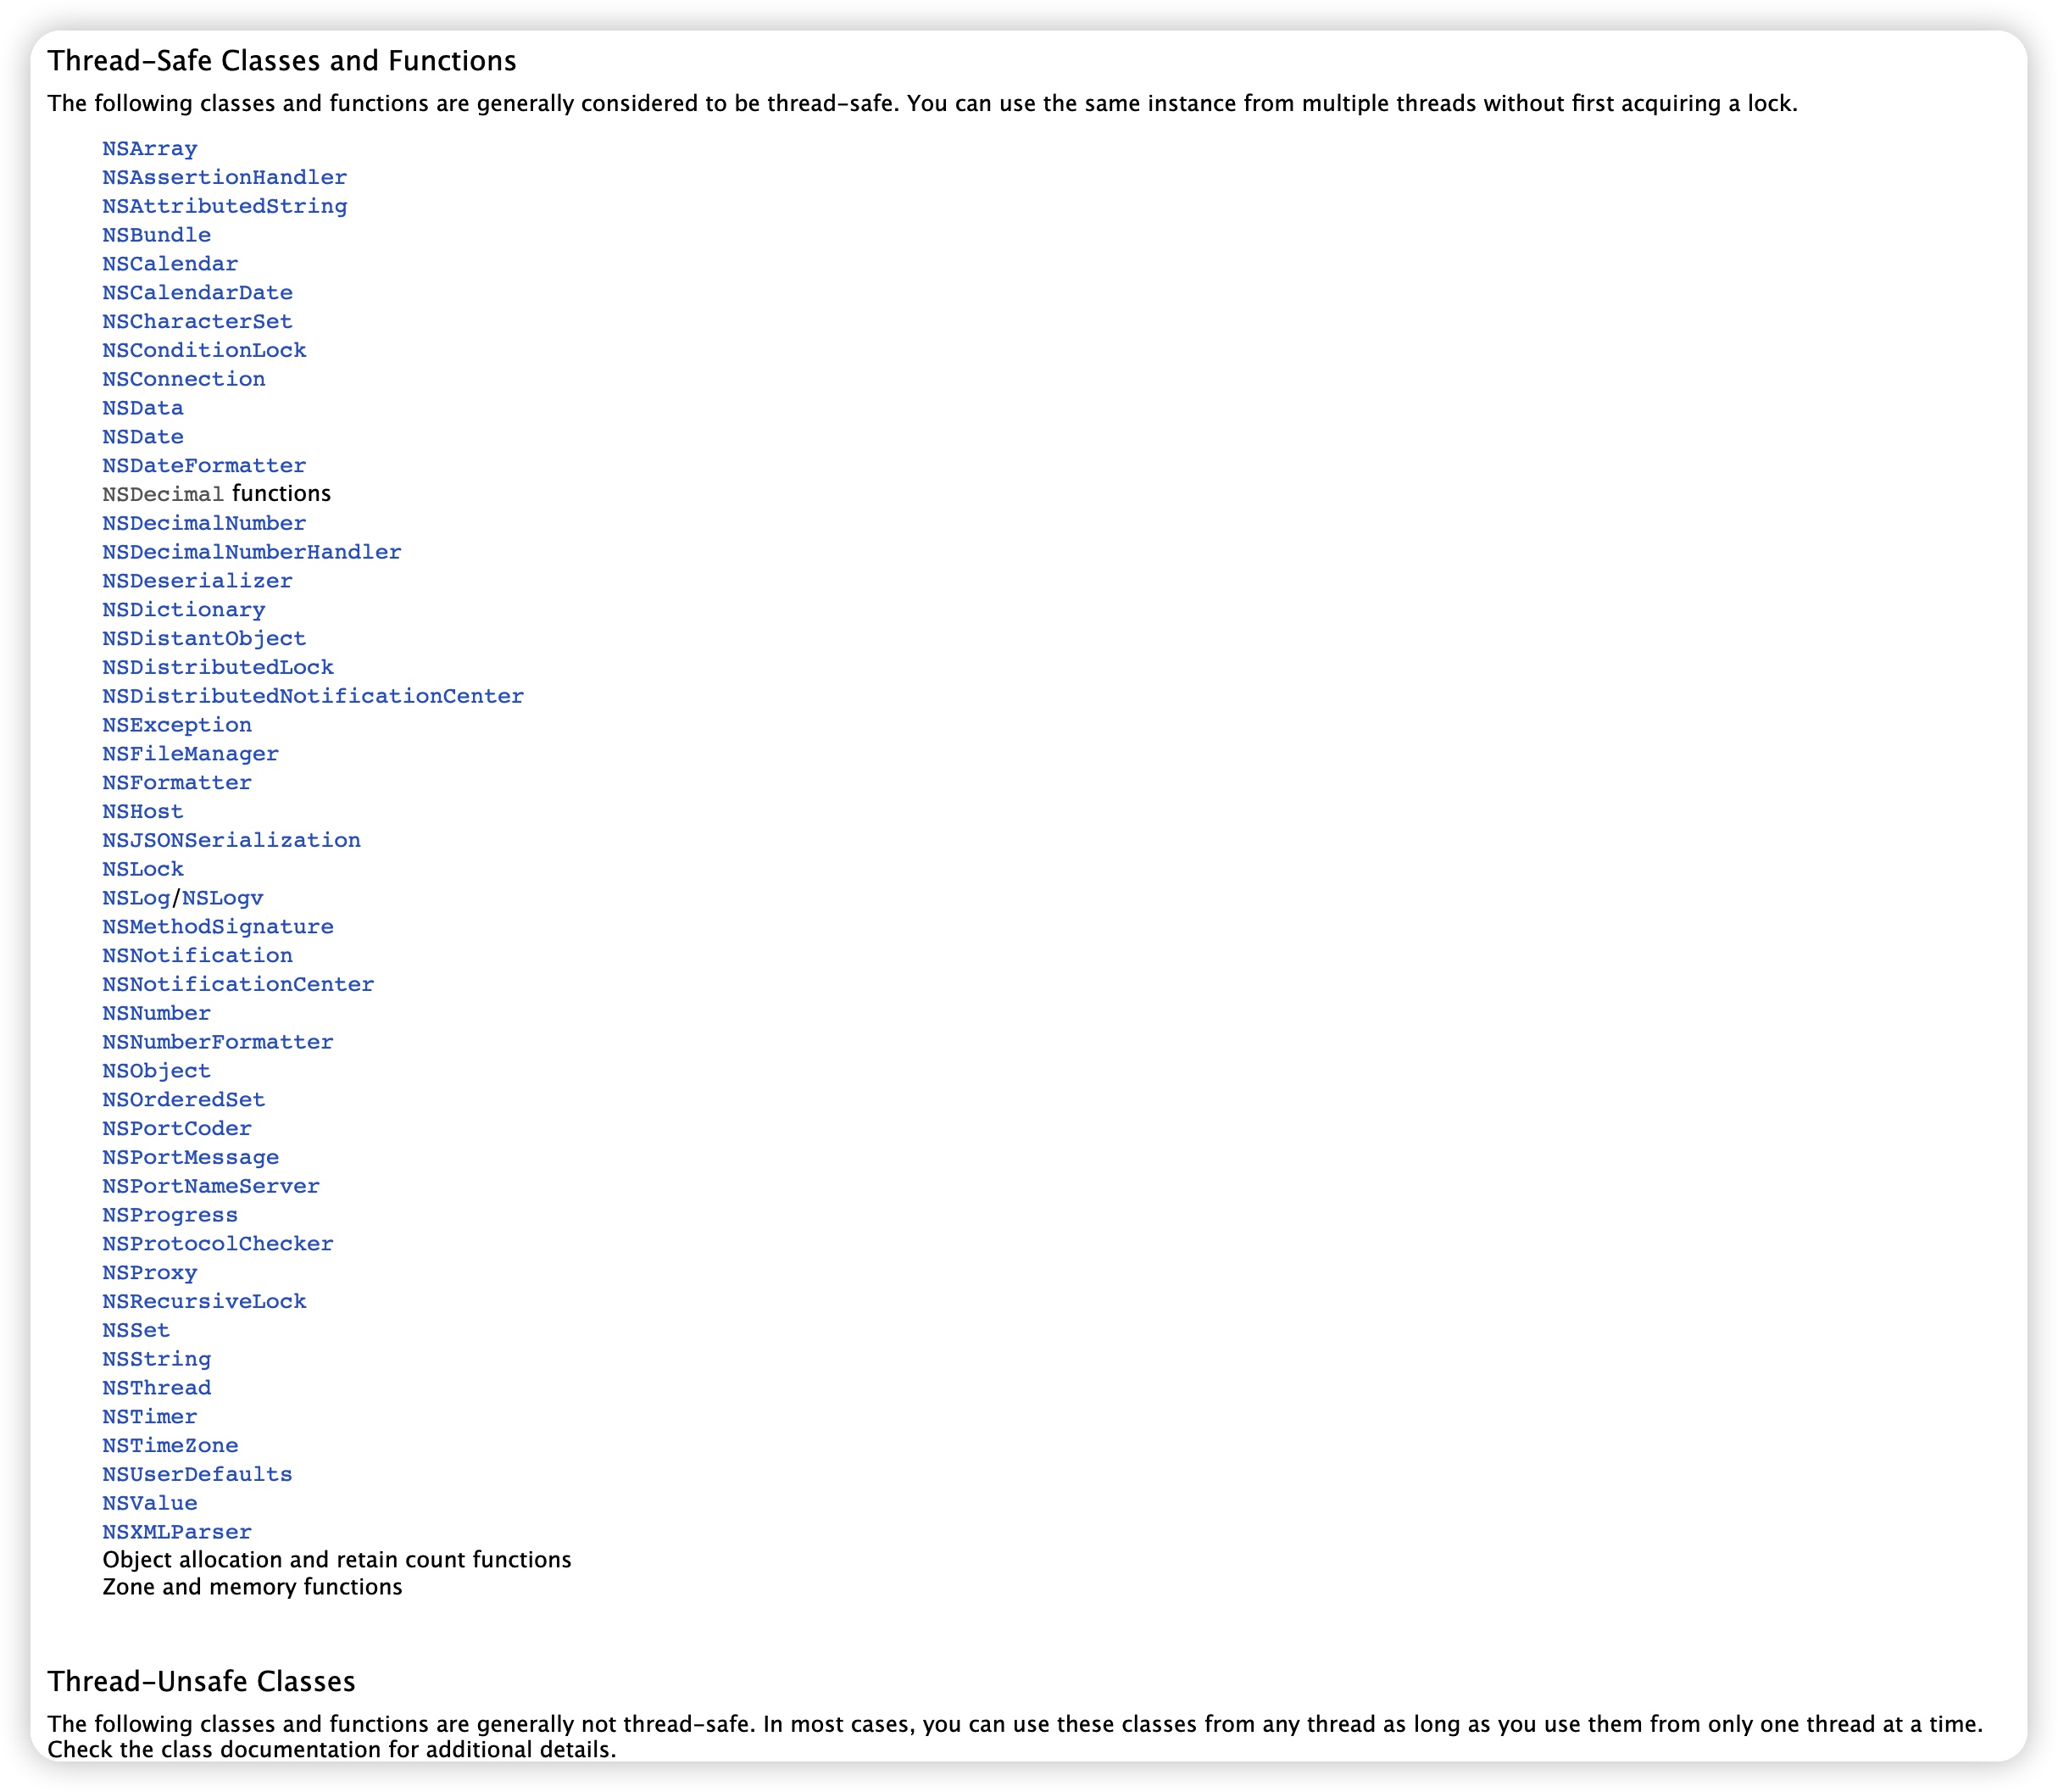 Thread-Safe Classes and Functions
The following classes and functions are generally considered to be thread-safe. You can use the same instance from multiple threads without first acquiring a lock.
NSArray
NSAssertionHandler
NSAttributedString
NSBundle
NSCalendar
NSCalendarDate
NSCharacterSet
NSConditionLock
NSConnection
NSData
NSDate
NSDateFormatter
NSDecimal functions
NSDecimalNumber
NSDecimalNumberHandler
NSDeserializer
NSDictionary
NSDistantObject
NSDistributedLock
NSDistributedNotificationCenter
NSException
NSFileManager
NSFormatter
NSHost
NSJSONSerialization
NSLock
NSLog/NSLogv
NSMethodSignature
NSNotification
NSNotificationCenter
NSNumber
NSNumberFormatter
NSObject
NSOrderedSet
NSPortCoder
NSPortMessage
NSPortNameServer
NSProgress
NSProtocolChecker
NSProxy
NSRecursiveLock
NSSet
NSString
NSThread
NSTimer
NSTimeZone
NSUserDefaults
NSValue
NSXMLParser
Object allocation and retain count functions
Zone and memory functions
Thread-Unsafe Classes
The following classes and functions are generally not thread-safe. In most cases, you can use these classes from any thread as long as you use them from only one thread at a time.
Check the class documentation for additional details.